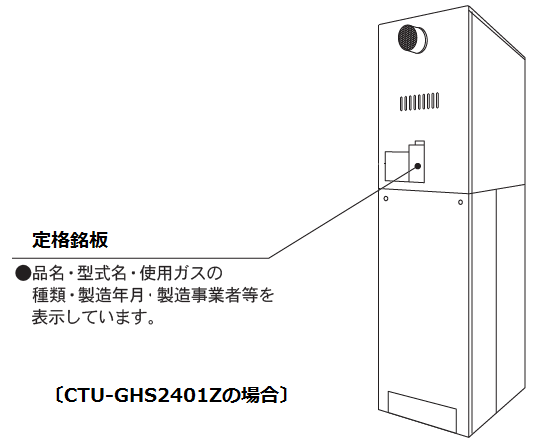 定格銘板
●品名・型式名・使用ガスの
種類・製造年月・製造事業者等を
表示しています。
〔CTU-GHS2401Zの場合〕